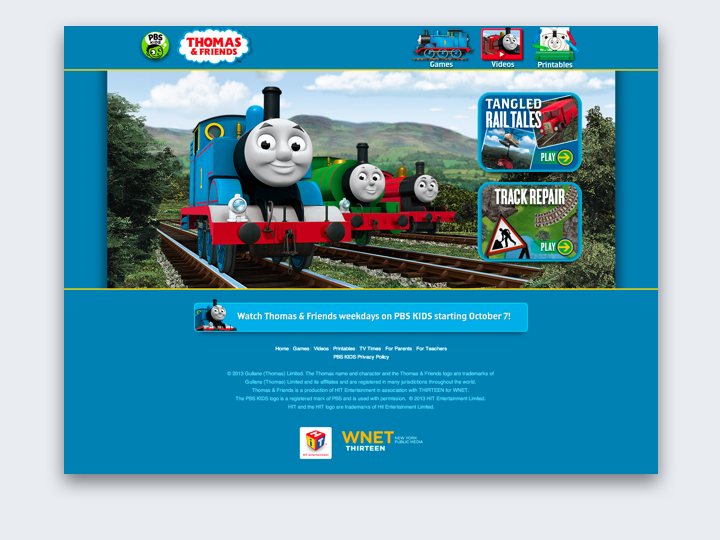 PBS
KIDS
THOMAS
& FRIENDS
Games
Videos
Printables
TANGLED
RAIL TALES
PLAY
TRACK REPAIR
PLAY
Watch Thomas & Friends weekdays on PBS KIDS starting October 7!
Home Games Videos Printables TV Times For Parents For Teachers
PBS KIDS Privacy Policy
© 2013 Gullane (Thomas) Limited. The Thomas name and character and the Thomas & Friends logo are trademarks of
Gullane (Thomas) Limited and its affiliates and are registered in many jurisdictions throughout the world.
Thomas & Friends is a production of HIT Entertainment in association with THIRTEEN for WNET.
The PBS KIDS logo is a registered mark of PBS and is used with permission. © 2013 HIT Entertainment Limited.
HIT and the HIT logo are trademarks of Hit Entertainment Limited.
HIT entertainment
WNET
NEW YORK
PUBLIC MEDIA
THIRTEEN